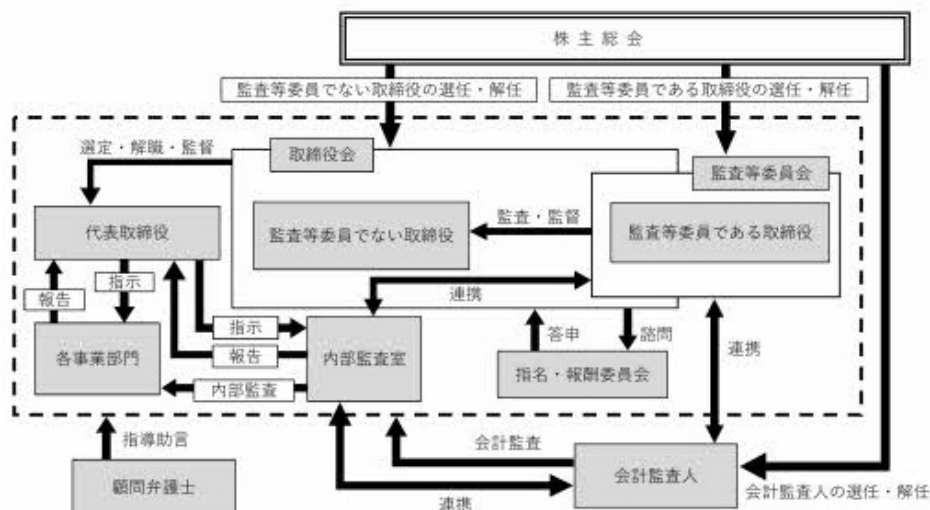 株主総会
監査等委員でない取締役の選任・解任
監査等委員である取締役の選任・解任
選定・解職・監督
取締役会
監査等委員会
代表取締役
監査等委員でない取締役
監査・監督
監査等委員である取締役
指示
報告
連携
指示
答申
諮問
連携
各事業部門
報告
内部監査室
指名・報酬委員会
内部監査
指導助言
会計監査
顧問弁護士
連携
会計監査人
会計監査人の選任・解任